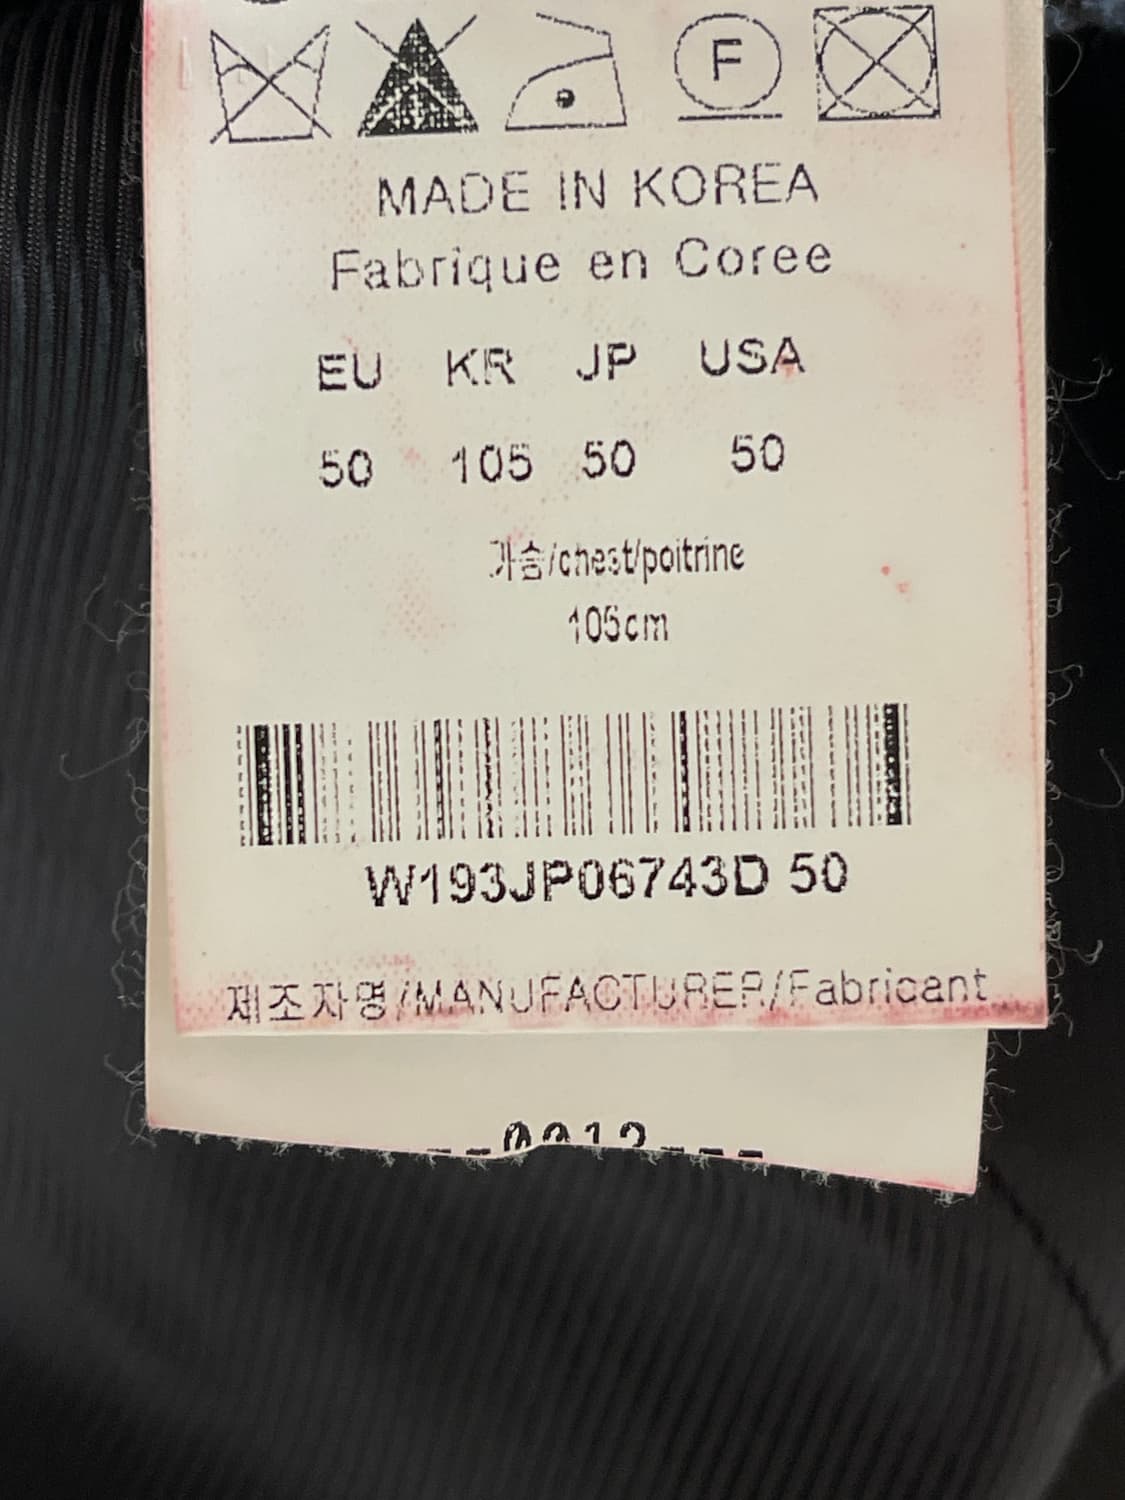 F
MADE IN KOREA
Fabrique en Coree
EU KR JP USA
50 105 50 50
가슴/chest/poitrine
105cm
W193JP06743D 50
제조자명/MANUFACTURER/Fabricant